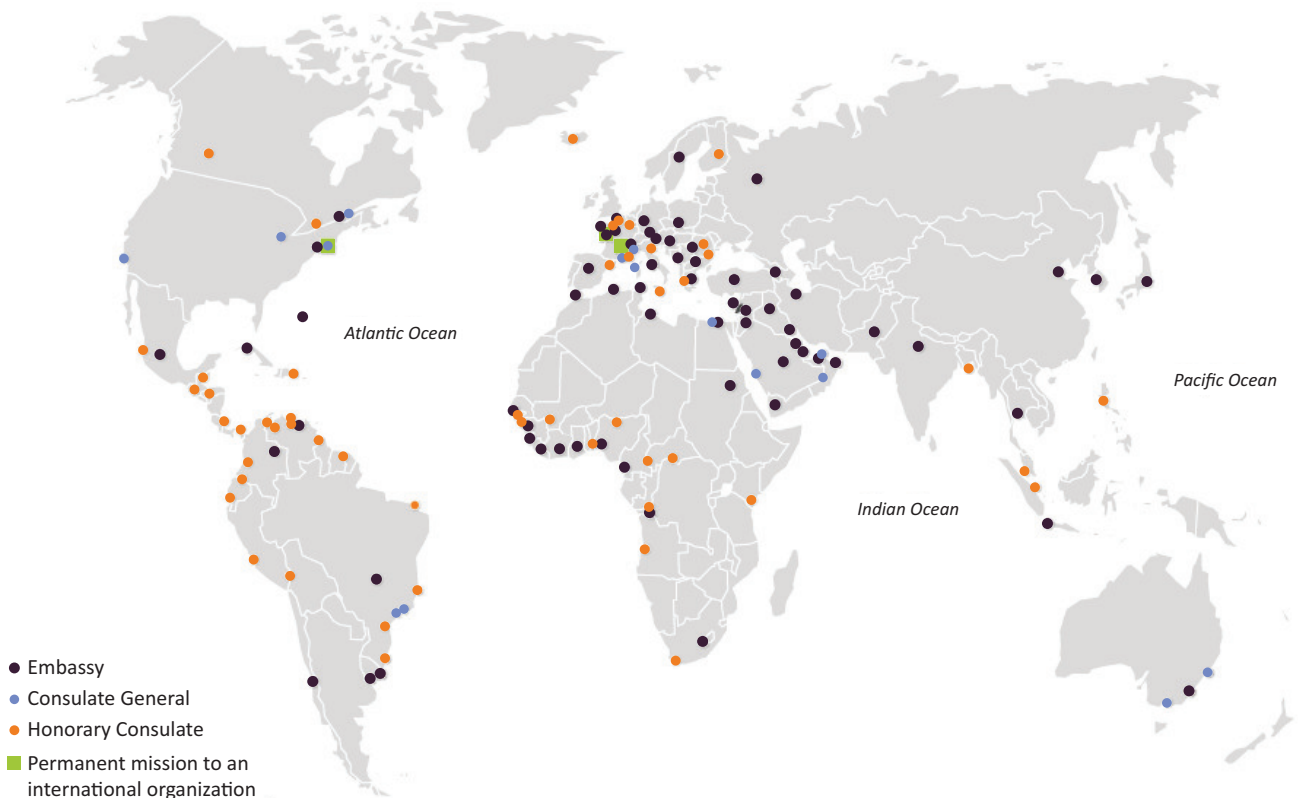 Atlantic Ocean
Pacific Ocean
Indian Ocean
Embassy
Consulate General
Honorary Consulate
Permanent mission to an
international organization